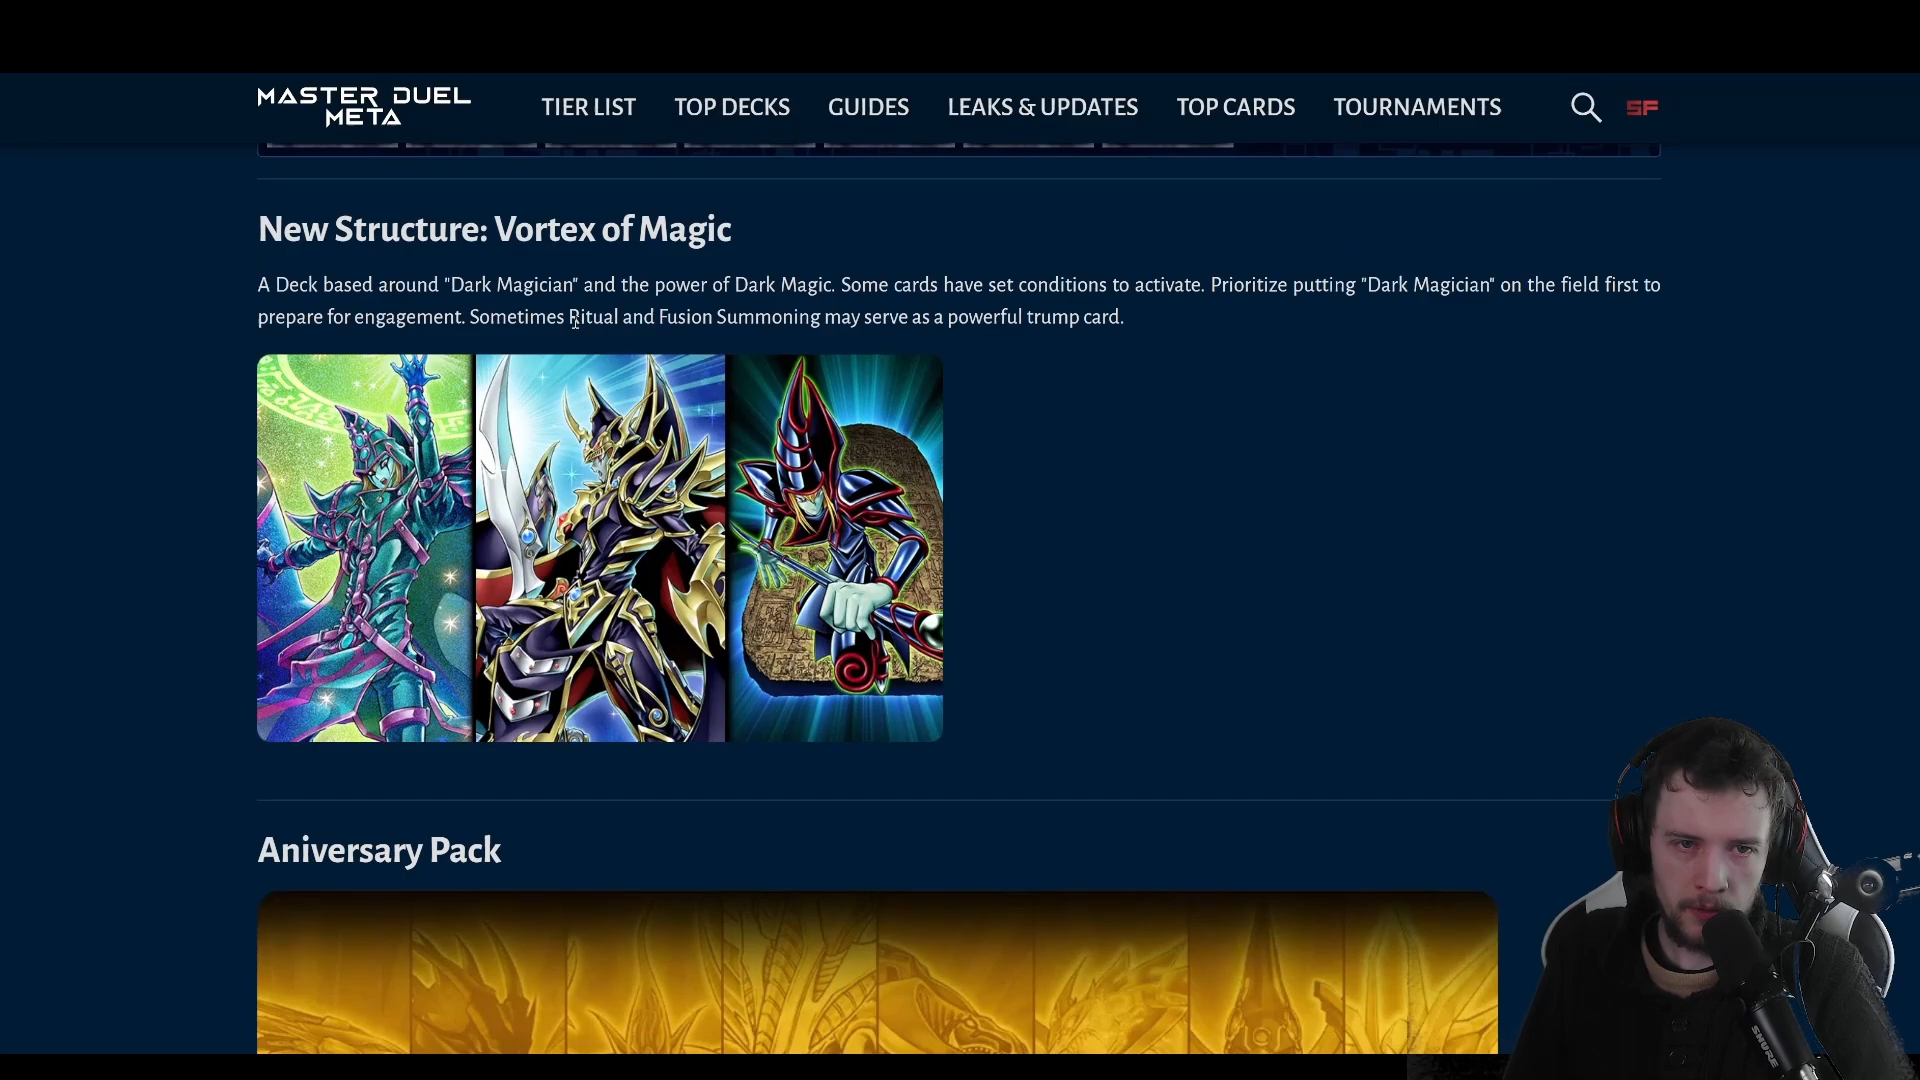 MASTER DUEL
META
TIER LIST
TOP DECKS
GUIDES
LEAKS & UPDATES
TOP CARDS
TOURNAMENTS
SF
New Structure: Vortex of Magic
A Deck based around "Dark Magician" and the power of Dark Magic. Some cards have set conditions to activate. Prioritize putting "Dark Magician" on the field first to
prepare for engagement. Sometimes Ritual and Fusion Summoning may serve as a powerful trump card.
Aniversary Pack
SHURE